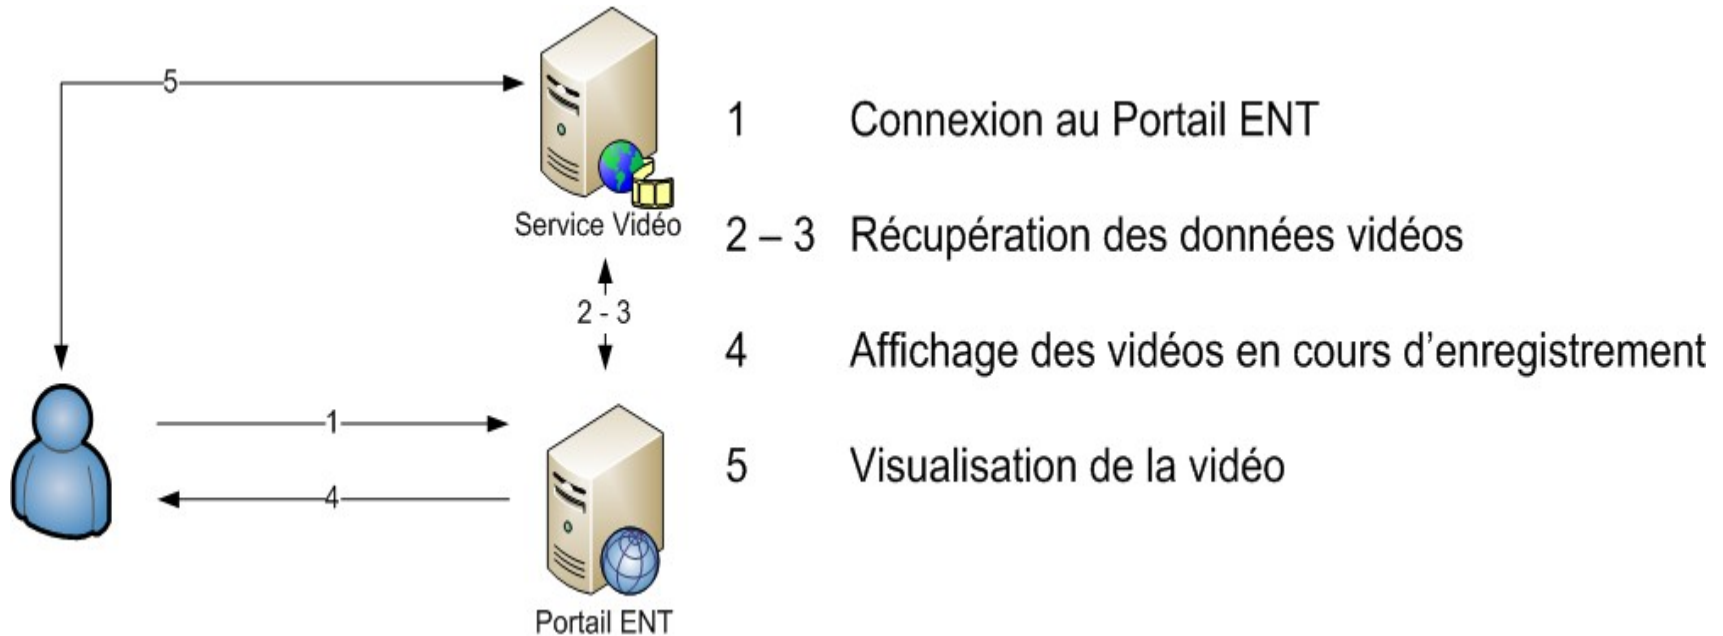 5
Service Vidéo
2 - 3
1
4
Portail ENT
1 Connexion au Portail ENT
2 – 3 Récupération des données vidéos
4 Affichage des vidéos en cours d’enregistrement
5 Visualisation de la vidéo